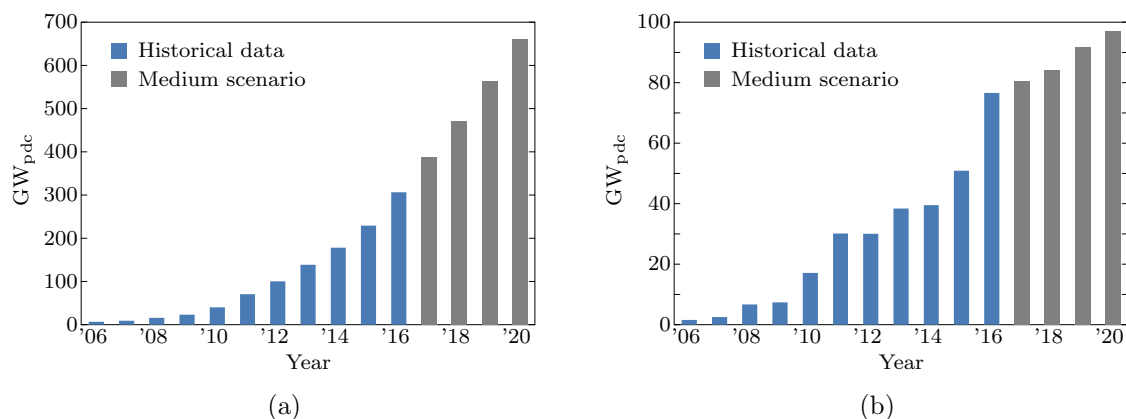 700
600
500
400
300
200
100
0
GWpdc
Historical data
Medium scenario
'06 '08 '10 '12 '14 '16 '18 '20
Year
(a)
100
80
60
40
20
0
GWpdc
Historical data
Medium scenario
'06 '08 '10 '12 '14 '16 '18 '20
Year
(b)